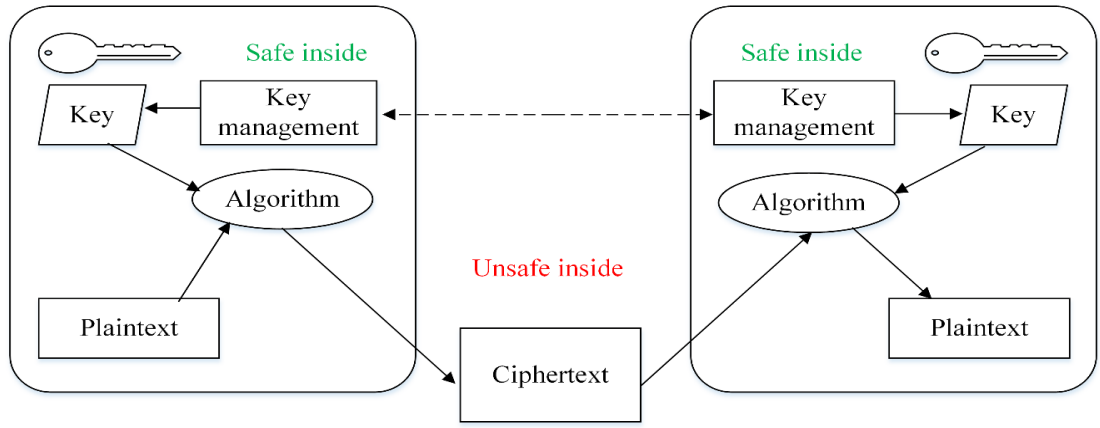 Safe inside
Safe inside
Key
Key
management
Key
management
Key
Algorithm
Algorithm
Unsafe inside
Plaintext
Plaintext
Ciphertext